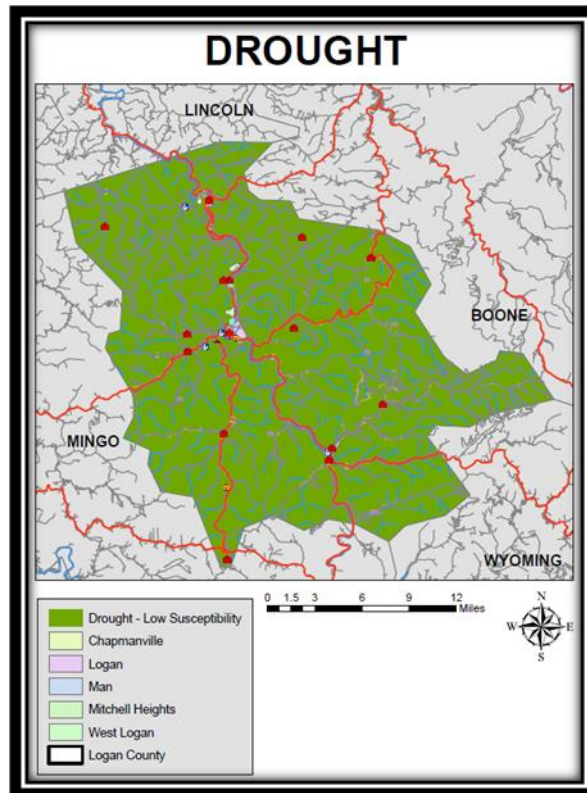 DROUGHT
LINCOLN
BOONE
MINGO
WYOMING
0 1.5 3 6 9 12
Miles
N
W E
S
Drought - Low Susceptibility
Chapmanville
Logan
Man
Mitchell Heights
West Logan
Logan County